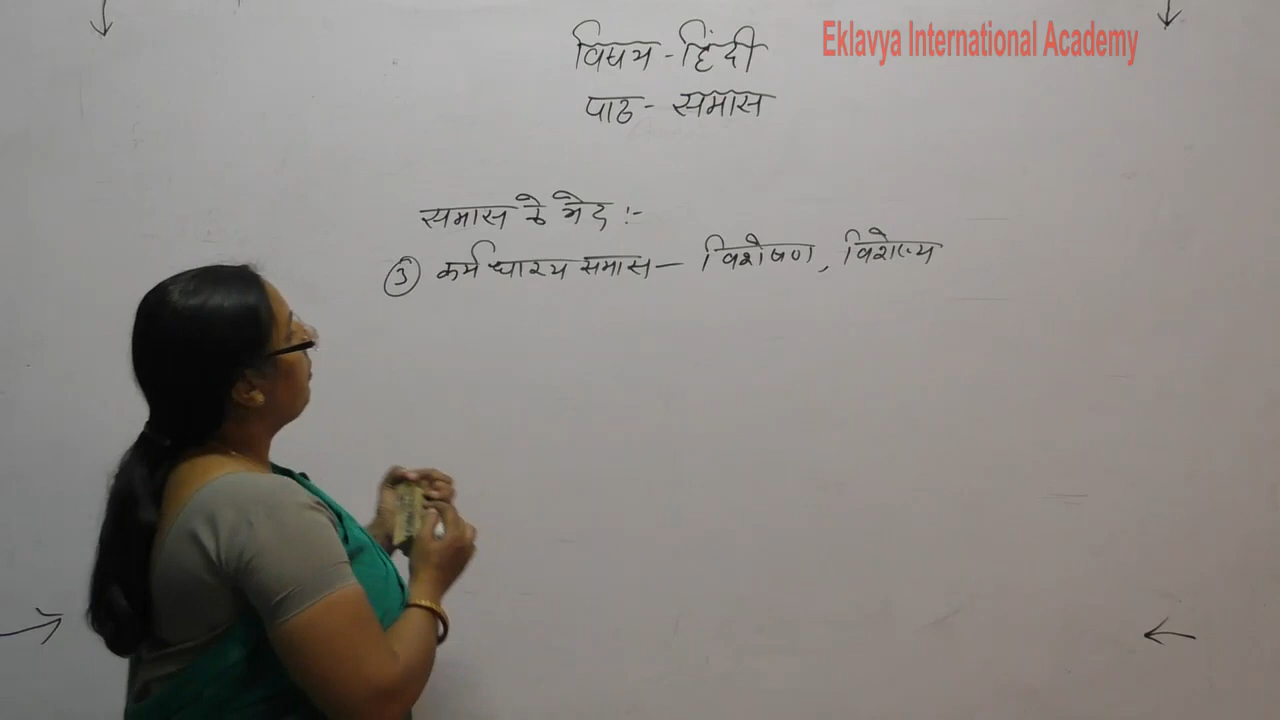 Eklavya International Academy
विषय - हिंदी
पाठ - समास
समास के भेद :-
③ कर्मधारय समास — विशेषण, विशेष्य